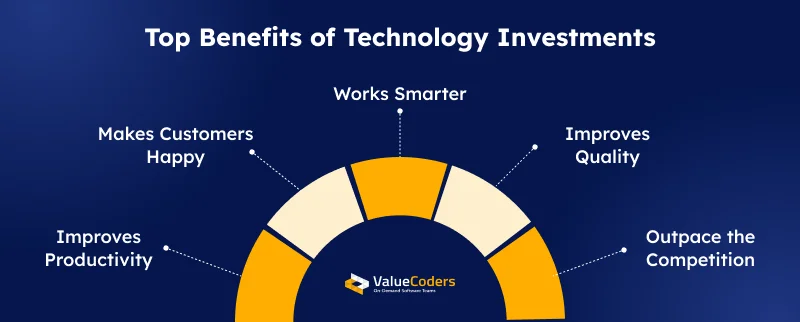 Top Benefits of Technology Investments
Works Smarter
Makes Customers
Happy
Improves
Quality
Improves
Productivity
Outpace the
Competition
ValueCoders
On Demand Software Teams